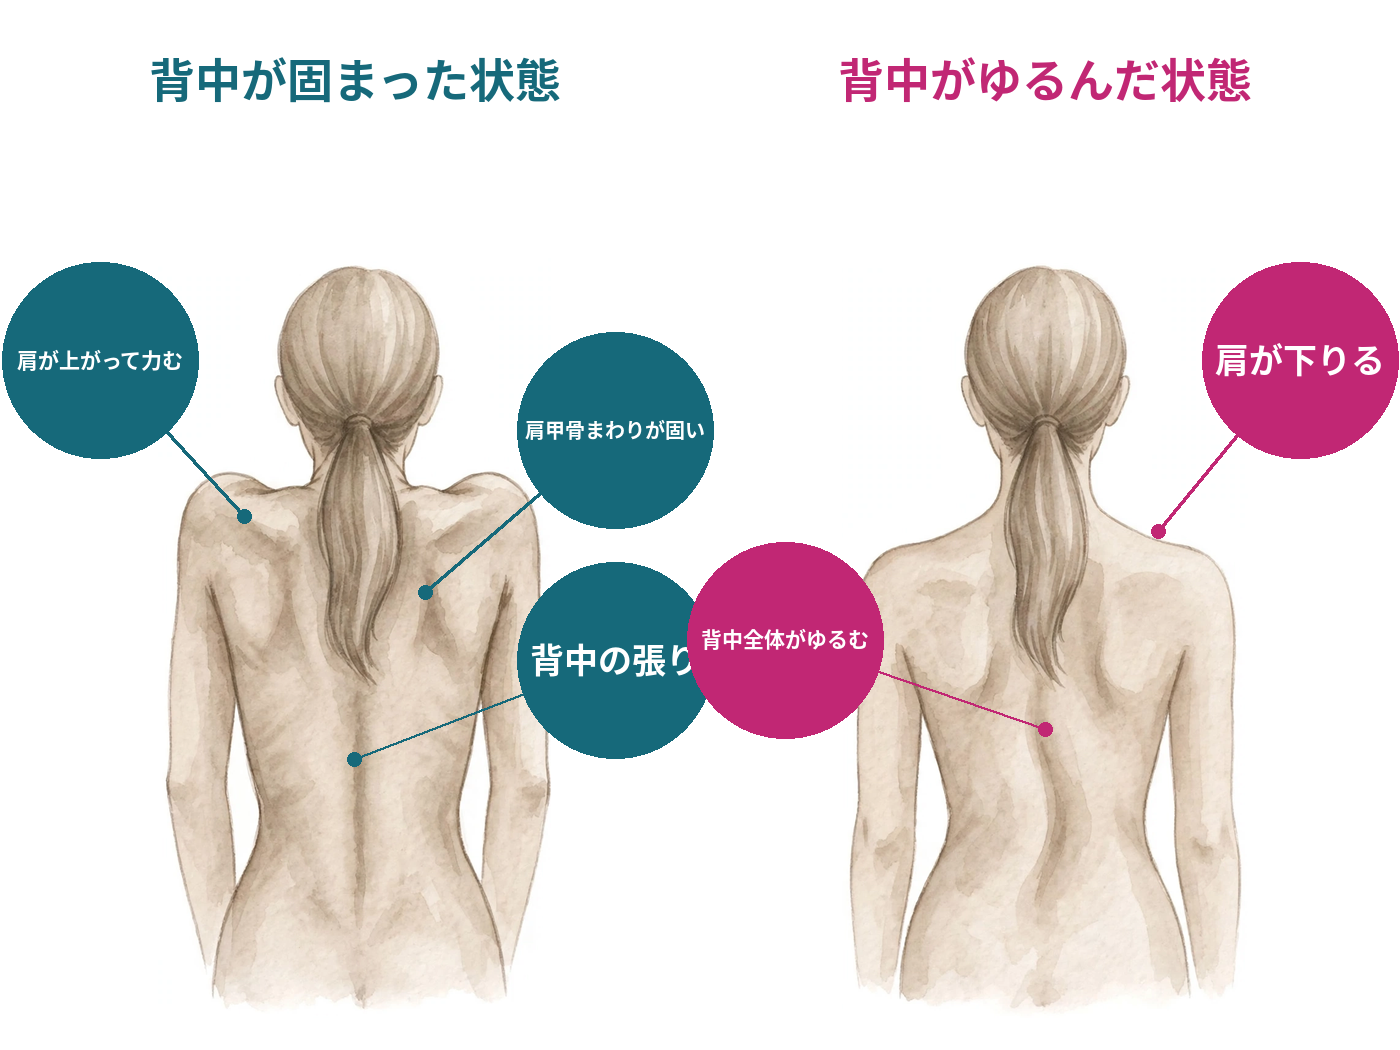 背中が固まった状態
背中がゆるんだ状態
肩が上がって力む
肩甲骨まわりが固い
背中の張り
肩が下りる
背中全体がゆるむ